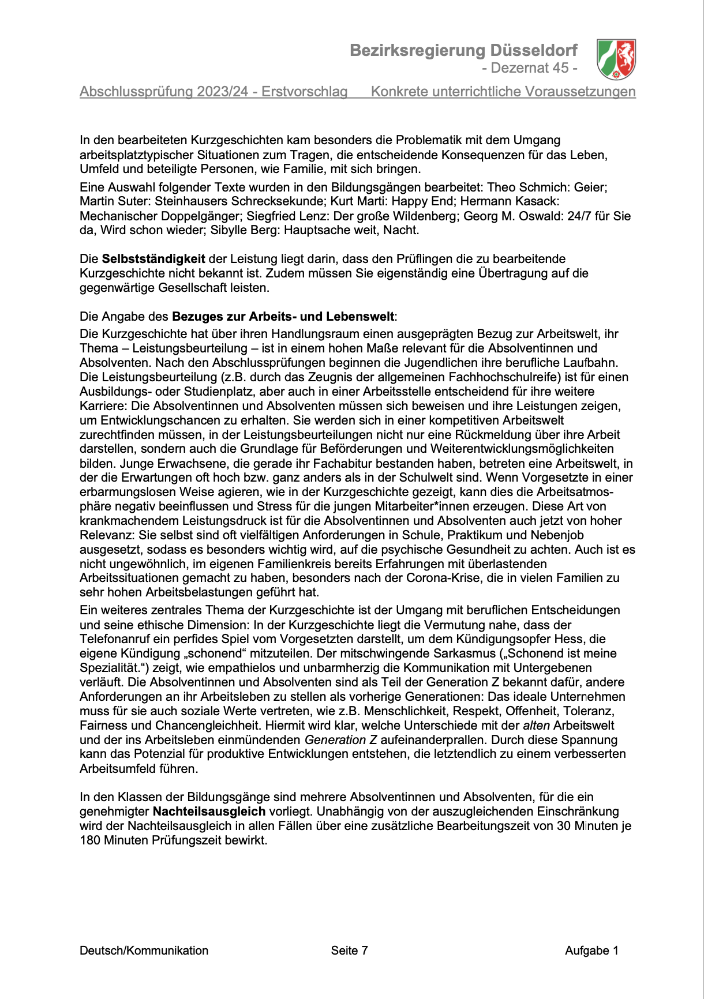 Bezirksregierung Düsseldorf
- Dezernat 45 -
Abschlussprüfung 2023/24 - Erstvorschlag Konkrete unterrichtliche Voraussetzungen
In den bearbeiteten Kurzgeschichten kam besonders die Problematik mit dem Umgang
arbeitsplatztypischer Situationen zum Tragen, die entscheidende Konsequenzen für das Leben,
Umfeld und beteiligte Personen, wie Familie, mit sich bringen.
Eine Auswahl folgender Texte wurden in den Bildungsgängen bearbeitet: Theo Schmich: Geier;
Martin Suter: Steinhausers Schrecksekunde; Kurt Marti: Happy End; Hermann Kasack:
Mechanischer Doppelgänger; Siegfried Lenz: Der große Wildenberg; Georg M. Oswald: 24/7 für Sie
da, Wird schon wieder; Sibylle Berg: Hauptsache weit, Nacht.
Die Selbstständigkeit der Leistung liegt darin, dass den Prüflingen die zu bearbeitende
Kurzgeschichte nicht bekannt ist. Zudem müssen Sie eigenständig eine Übertragung auf die
gegenwärtige Gesellschaft leisten.
Die Angabe des Bezuges zur Arbeits- und Lebenswelt:
Die Kurzgeschichte hat über ihren Handlungsraum einen ausgeprägten Bezug zur Arbeitswelt, ihr
Thema – Leistungsbeurteilung – ist in einem hohen Maße relevant für die Absolventinnen und
Absolventen. Nach den Abschlussprüfungen beginnen die Jugendlichen ihre berufliche Laufbahn.
Die Leistungsbeurteilung (z.B. durch das Zeugnis der allgemeinen Fachhochschulreife) ist für einen
Ausbildungs- oder Studienplatz, aber auch in einer Arbeitsstelle entscheidend für ihre weitere
Karriere: Die Absolventinnen und Absolventen müssen sich beweisen und ihre Leistungen zeigen,
um Entwicklungschancen zu erhalten. Sie werden sich in einer kompetitiven Arbeitswelt
zurechtfinden müssen, in der Leistungsbeurteilungen nicht nur eine Rückmeldung über ihre Arbeit
darstellen, sondern auch die Grundlage für Beförderungen und Weiterentwicklungsmöglichkeiten
bilden. Junge Erwachsene, die gerade ihr Fachabitur bestanden haben, betreten eine Arbeitswelt, in
der die Erwartungen oft hoch bzw. ganz anders als in der Schulwelt sind. Wenn Vorgesetzte in einer
erbarmungslosen Weise agieren, wie in der Kurzgeschichte gezeigt, kann dies die Arbeitsatmos-
phäre negativ beeinflussen und Stress für die jungen Mitarbeiter*innen erzeugen. Diese Art von
krankmachendem Leistungsdruck ist für die Absolventinnen und Absolventen auch jetzt von hoher
Relevanz: Sie selbst sind oft vielfältigen Anforderungen in Schule, Praktikum und Nebenjob
ausgesetzt, sodass es besonders wichtig wird, auf die psychische Gesundheit zu achten. Auch ist es
nicht ungewöhnlich, im eigenen Familienkreis bereits Erfahrungen mit überlastenden
Arbeitssituationen gemacht zu haben, besonders nach der Corona-Krise, die in vielen Familien zu
sehr hohen Arbeitsbelastungen geführt hat.
Ein weiteres zentrales Thema der Kurzgeschichte ist der Umgang mit beruflichen Entscheidungen
und seine ethische Dimension: In der Kurzgeschichte liegt die Vermutung nahe, dass der
Telefonanruf ein perfides Spiel vom Vorgesetzten darstellt, um dem Kündigungsopfer Hess, die
eigene Kündigung „schonend“ mitzuteilen. Der mitschwingende Sarkasmus („Schonend ist meine
Spezialität.“) zeigt, wie empathielos und unbarmherzig die Kommunikation mit Untergebenen
verläuft. Die Absolventinnen und Absolventen sind als Teil der Generation Z bekannt dafür, andere
Anforderungen an ihr Arbeitsleben zu stellen als vorherige Generationen: Das ideale Unternehmen
muss für sie auch soziale Werte vertreten, wie z.B. Menschlichkeit, Respekt, Offenheit, Toleranz,
Fairness und Chancengleichheit. Hiermit wird klar, welche Unterschiede mit der alten Arbeitswelt
und der ins Arbeitsleben einmündenden Generation Z aufeinanderprallen. Durch diese Spannung
kann das Potenzial für produktive Entwicklungen entstehen, die letztendlich zu einem verbesserten
Arbeitsumfeld führen.
In den Klassen der Bildungsgänge sind mehrere Absolventinnen und Absolventen, für die ein
genehmigter Nachteilsausgleich vorliegt. Unabhängig von der auszugleichenden Einschränkung
wird der Nachteilsausgleich in allen Fällen über eine zusätzliche Bearbeitungszeit von 30 Minuten je
180 Minuten Prüfungszeit bewirkt.
Deutsch/Kommunikation Seite 7 Aufgabe 1